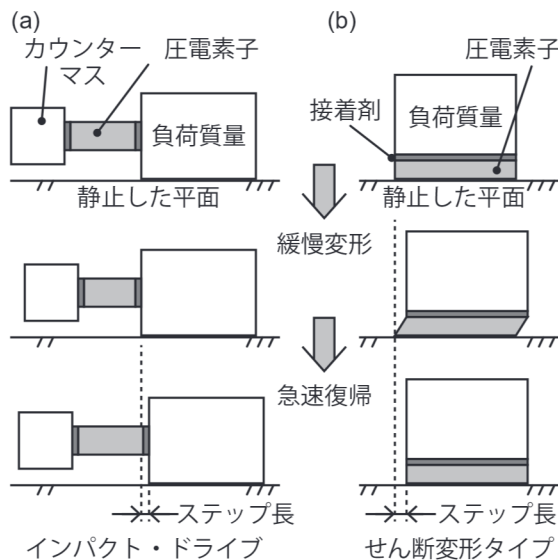 (a)
(b)
カウンター
マス
圧電素子
圧電素子
接着剤
負荷質量
負荷質量
静止した平面
静止した平面
緩慢変形
急速復帰
ステップ長
ステップ長
インパクト・ドライブ
せん断変形タイプ